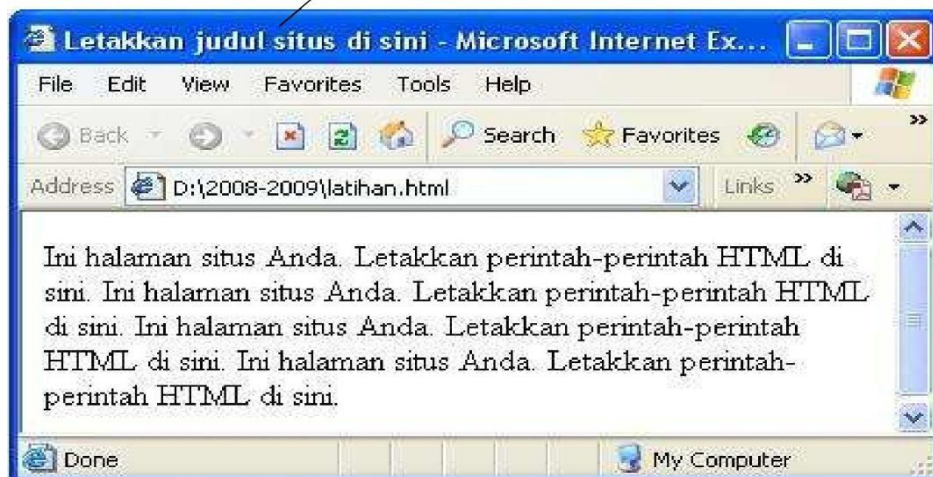 Letakkan judul situs di sini - Microsoft Internet Ex...
File Edit View Favorites Tools Help
Back Search Favorites »
Address D:\2008-2009\latihan.html Links »
Ini halaman situs Anda. Letakkan perintah-perintah HTML di
sini. Ini halaman situs Anda. Letakkan perintah-perintah HTML
di sini. Ini halaman situs Anda. Letakkan perintah-perintah
HTML di sini. Ini halaman situs Anda. Letakkan perintah-
perintah HTML di sini.
Done My Computer